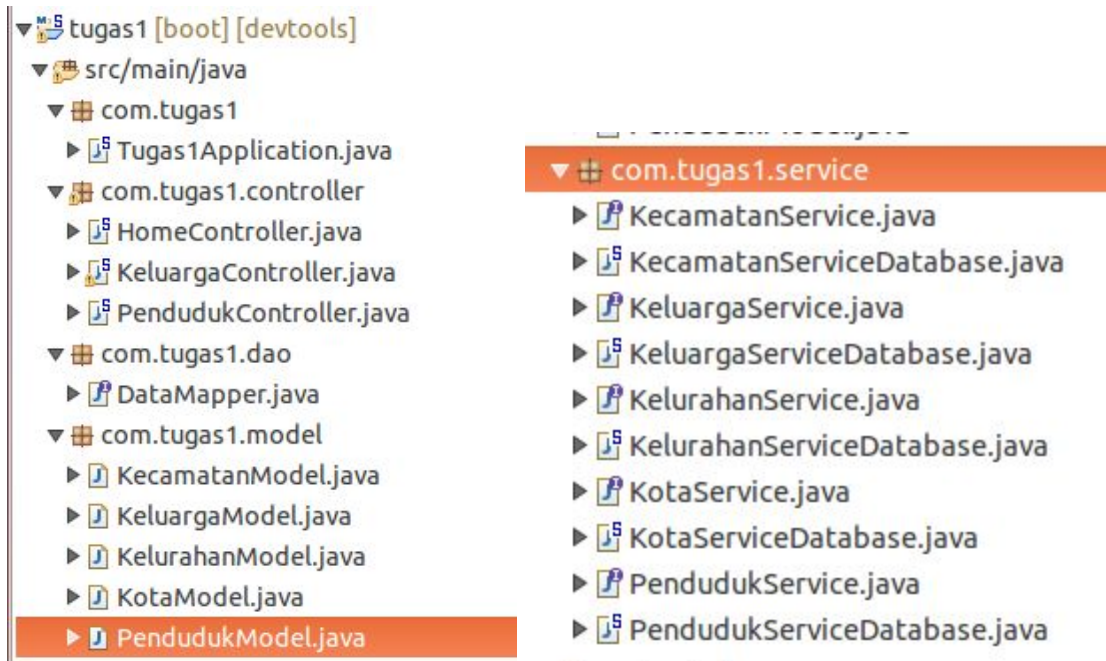 tugas1 [boot] [devtools]
src/main/java
com.tugas1
Tugas1Application.java
com.tugas1.controller
HomeController.java
KeluargaController.java
PendudukController.java
com.tugas1.dao
DataMapper.java
com.tugas1.model
KecamatanModel.java
KeluargaModel.java
KelurahanModel.java
KotaModel.java
PendudukModel.java
com.tugas1.service
KecamatanService.java
KecamatanServiceDatabase.java
KeluargaService.java
KeluargaServiceDatabase.java
KelurahanService.java
KelurahanServiceDatabase.java
KotaService.java
KotaServiceDatabase.java
PendudukService.java
PendudukServiceDatabase.java